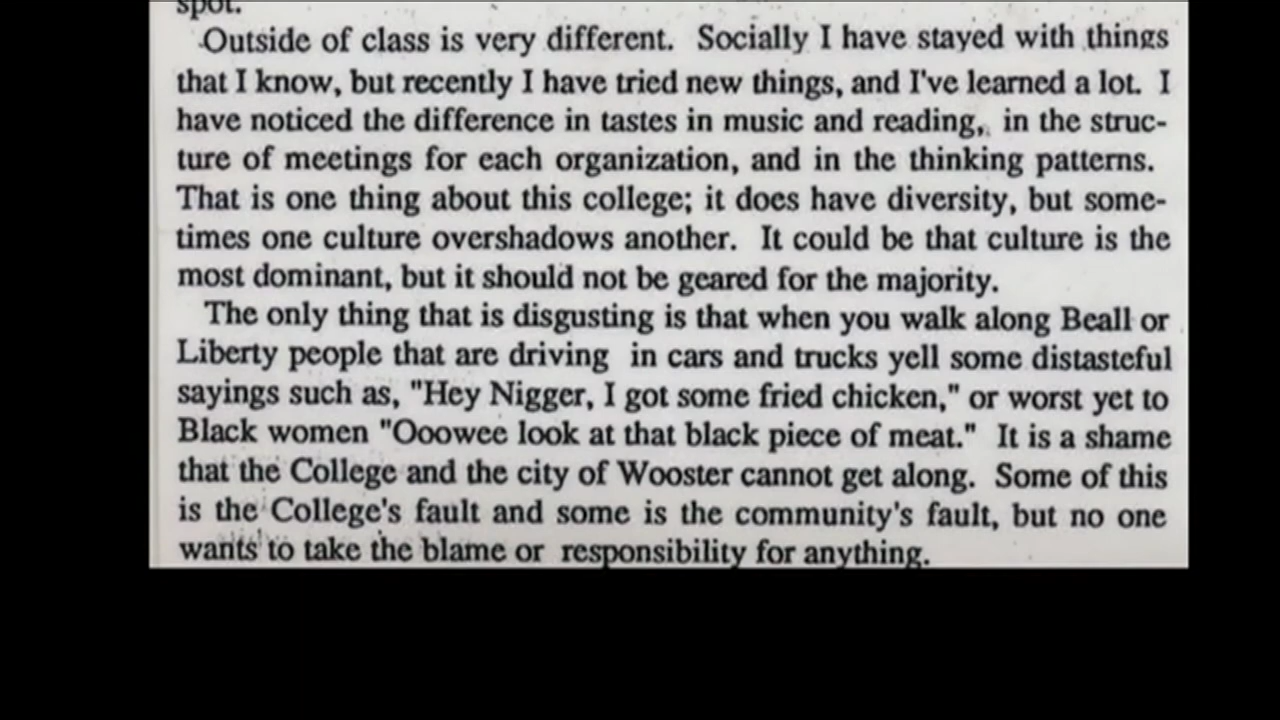 spot.
Outside of class is very different. Socially I have stayed with things
that I know, but recently I have tried new things, and I've learned a lot. I
have noticed the difference in tastes in music and reading, in the struc-
ture of meetings for each organization, and in the thinking patterns.
That is one thing about this college; it does have diversity, but some-
times one culture overshadows another. It could be that culture is the
most dominant, but it should not be geared for the majority.
The only thing that is disgusting is that when you walk along Beall or
Liberty people that are driving in cars and trucks yell some distasteful
sayings such as, "Hey Nigger, I got some fried chicken," or worst yet to
Black women "Ooowee look at that black piece of meat." It is a shame
that the College and the city of Wooster cannot get along. Some of this
is the College's fault and some is the community's fault, but no one
wants to take the blame or responsibility for anything.